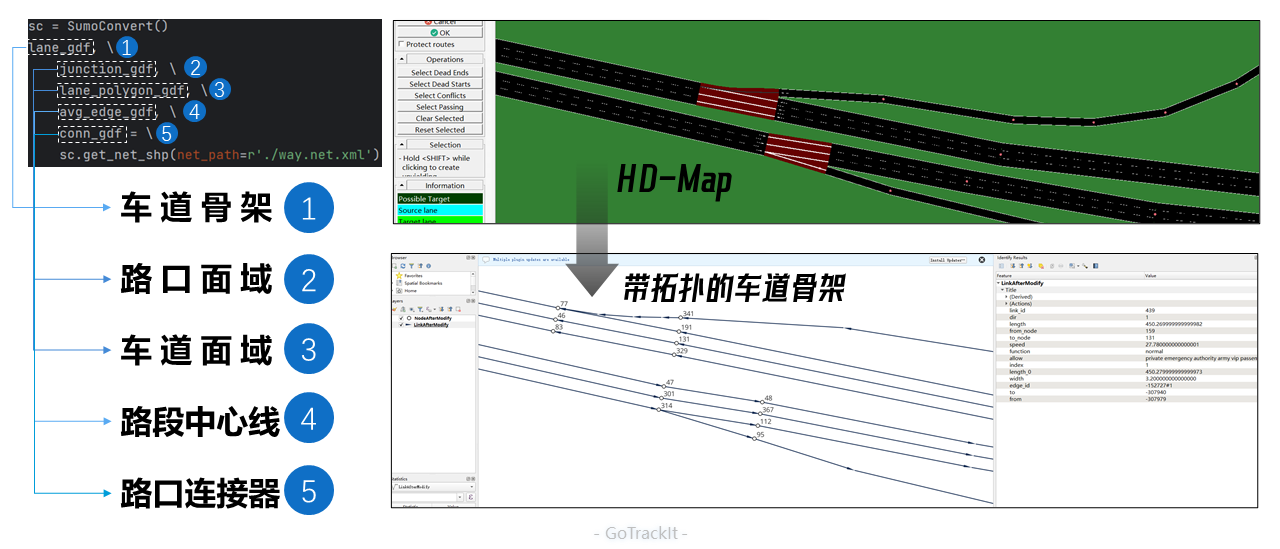 sc = SumoConvert()
lane_gdf, \ 1
junction_gdf, \ 2
lane_polygon_gdf, \ 3
avg_edge_gdf, \ 4
conn_gdf = \ 5
sc.get_net_shp(net_path=r'./way.net.xml')
车道骨架 1
路口面域 2
车道面域 3
路段中心线 4
路口连接器 5
Cancel
OK
Protect routes
Operations
Select Dead Ends
Select Dead Starts
Select Conflicts
Select Passing
Clear Selected
Reset Selected
Selection
- Hold <SHIFT> while
clicking to create
Information
Possible Target
Source lane
Target lane
HD-Map
带拓扑的车道骨架
Browser
Favorites
Spatial Bookmarks
Home
Layers
NodeAfterModify
LinkAfterModify
Statistics
LinkAfterModify
Multiple plugin updates are available
Install Updates…
77
46
83
341
191
131
329
47
301
314
48
367
112
95
Identify Results
Feature Value
LinkAfterModify
Title
(Derived)
(Actions)
link_id 439
dir 1
length 450.269999999999982
from_node 159
to_node 131
speed 27.780000000000001
function normal
allow private emergency authority army vip passen
index 1
length_0 450.279999999999973
width 3.200000000000000
edge_id -152727#1
to -307940
from -307979
- GoTrackIt -